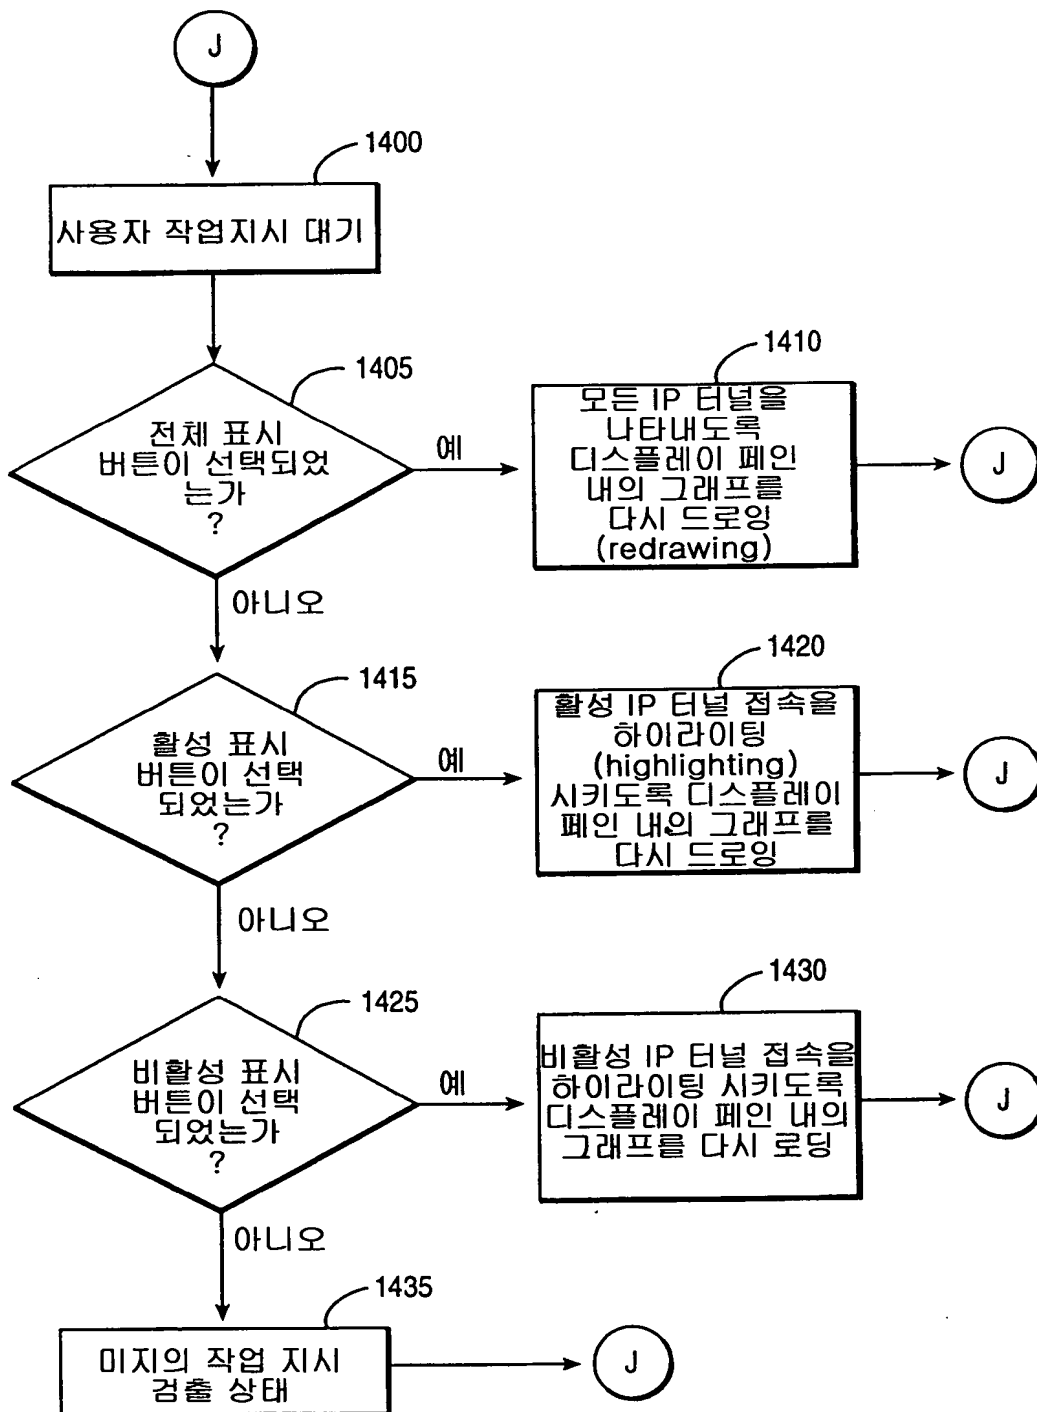 J
1400
사용자 작업지시 대기
1405
전체 표시
버튼이 선택되었
는가
?
예
1410
모든 IP 터널을
나타내도록
디스플레이 페인
내의 그래프를
다시 드로잉
(redrawing)
J
아니오
1415
활성 표시
버튼이 선택
되었는가
?
예
1420
활성 IP 터널 접속을
하이라이팅
(highlighting)
시키도록 디스플레이
페인 내의 그래프를
다시 드로잉
J
아니오
1425
비활성 표시
버튼이 선택
되었는가
?
예
1430
비활성 IP 터널 접속을
하이라이팅 시키도록
디스플레이 페인 내의
그래프를 다시 로딩
J
아니오
1435
미지의 작업 지시
검출 상태
J